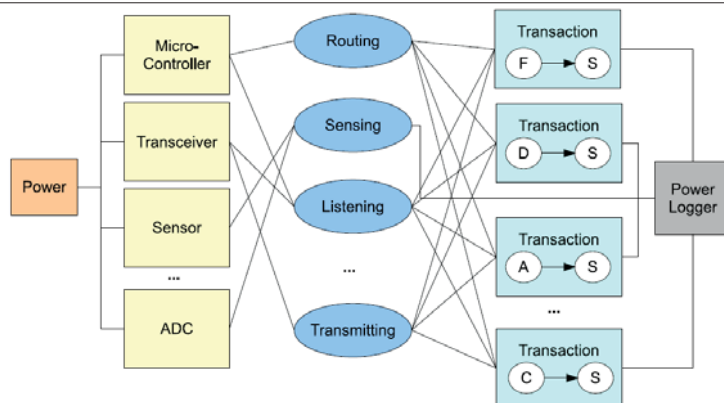 Power
Micro-
Controller
Transceiver
Sensor
...
ADC
Routing
Sensing
Listening
...
Transmitting
Transaction
F S
Transaction
D S
Transaction
A S
...
Transaction
C S
Power
Logger